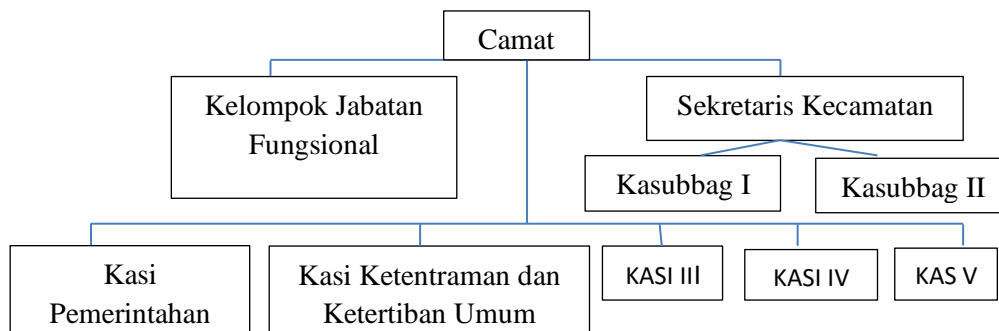 Camat
Kelompok Jabatan
Fungsional
Sekretaris Kecamatan
Kasubbag I
Kasubbag II
Kasi
Pemerintahan
Kasi Ketentraman dan
Ketertiban Umum
KASI IIl
KASI IV
KAS V